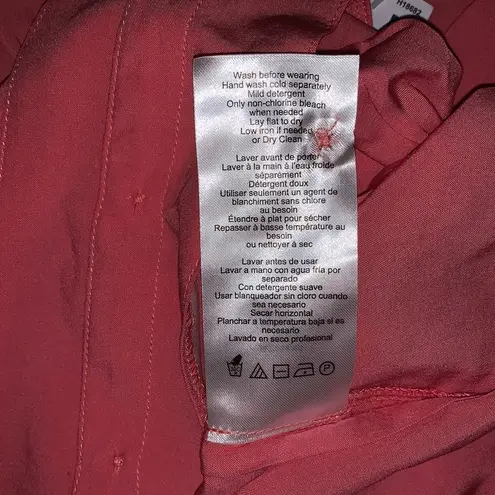 H18682
Wash before wearing
Hand wash cold separately
Mild detergent
Only non-chlorine bleach
when needed
Lay flat to dry
Low iron if needed
or Dry Clean
Laver avant de porter
Laver à la main à l'eau froide
séparément
Détergent doux
Utiliser seulement un agent de
blanchiment sans chlore
au besoin
Étendre à plat pour sécher
Repasser à basse température au
besoin
ou nettoyer à sec
Lavar antes de usar
Lavar a mano con agua fría por
separado
Con detergente suave
Usar blanqueador sin cloro cuando
sea necesario
Secar horizontal
Planchar a temperatura baja si es
necesario
Lavado en seco profesional
P